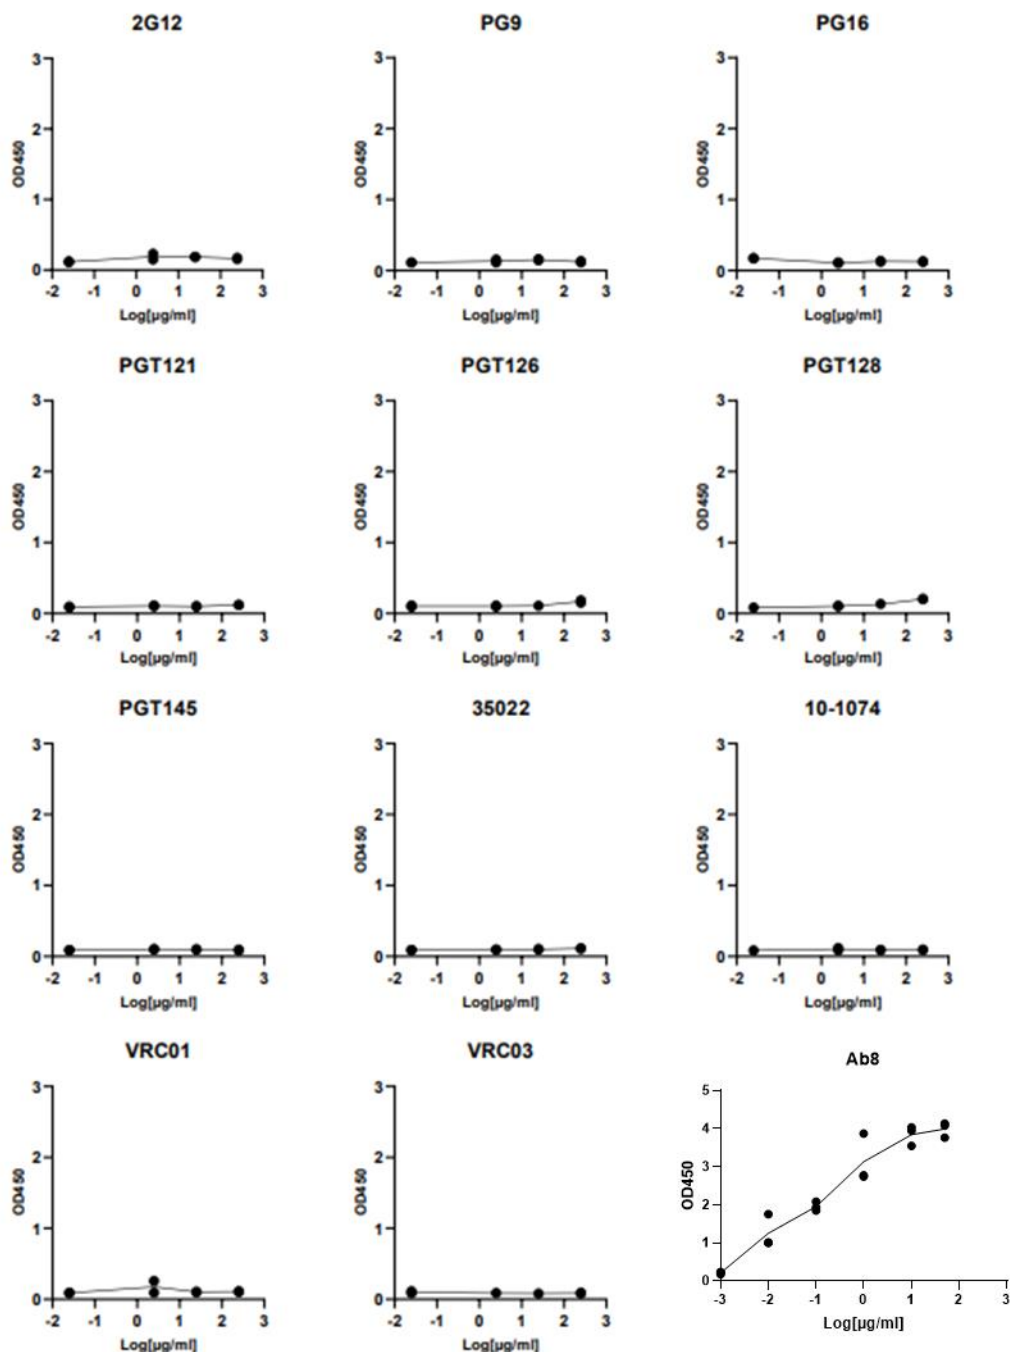 2G12
PG9
PG16
3
2
1
0
OD450
-2 -1 0 1 2 3
Log[µg/ml]
3
2
1
0
OD450
-2 -1 0 1 2 3
Log[µg/ml]
3
2
1
0
OD450
-2 -1 0 1 2 3
Log[µg/ml]
PGT121
PGT126
PGT128
3
2
1
0
OD450
-2 -1 0 1 2 3
Log[µg/ml]
3
2
1
0
OD450
-2 -1 0 1 2 3
Log[µg/ml]
3
2
1
0
OD450
-2 -1 0 1 2 3
Log[µg/ml]
PGT145
35022
10-1074
3
2
1
0
OD450
-2 -1 0 1 2 3
Log[µg/ml]
3
2
1
0
OD450
-2 -1 0 1 2 3
Log[µg/ml]
3
2
1
0
OD450
-2 -1 0 1 2 3
Log[µg/ml]
VRC01
VRC03
Ab8
3
2
1
0
OD450
-2 -1 0 1 2 3
Log[µg/ml]
3
2
1
0
OD450
-2 -1 0 1 2 3
Log[µg/ml]
5
4
3
2
1
0
OD450
-3 -2 -1 0 1 2 3
Log[µg/ml]